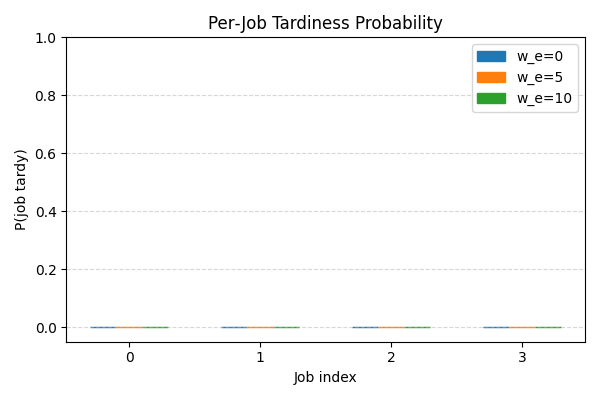 Per-Job Tardiness Probability
P(job tardy)
1.0
0.8
0.6
0.4
0.2
0.0
w_e=0
w_e=5
w_e=10
0 1 2 3
Job index